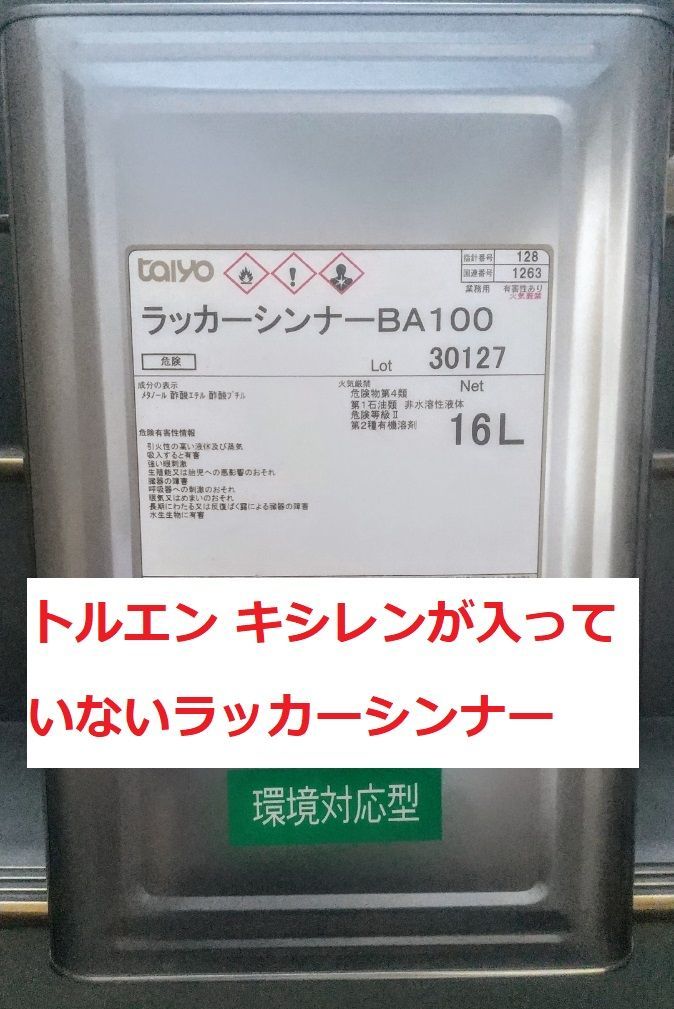 taiyo
指針番号 128
国連番号 1263
業務用 有害性あり
火気厳禁
ラッカーシンナーBA100
危険
Lot 30127
成分の表示
メタノール 酢酸エチル 酢酸ブチル
火気厳禁
危険物第4類
第1石油類 非水溶性液体
危険等級Ⅱ
第2種有機溶剤
Net
16L
危険有害性情報
引火性の高い液体及び蒸気
吸入すると有害
強い眼刺激
生殖能又は胎児への悪影響のおそれ
臓器の障害
呼吸器への刺激のおそれ
眠気又はめまいのおそれ
長期にわたる又は反復ばく露による臓器の障害
水生生物に有害
トルエン キシレンが入って
いないラッカーシンナー
環境対応型